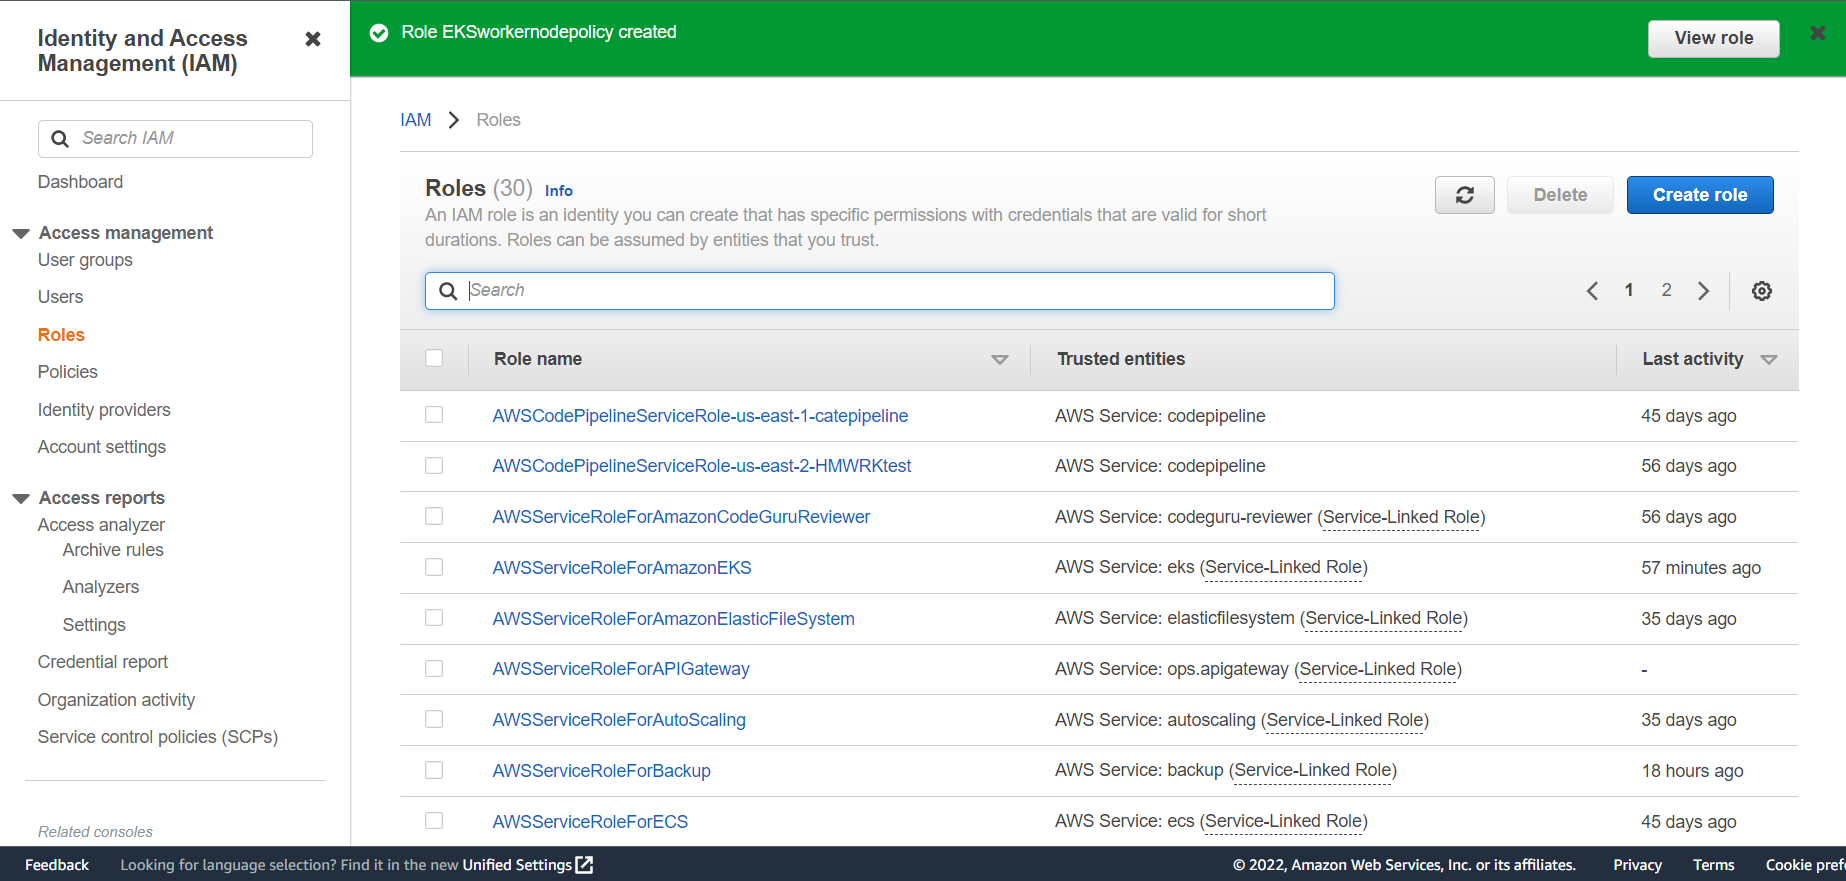 Identity and Access
Management (IAM)
Role EKSworkernodepolicy created
View role
Search IAM
Dashboard
Access management
User groups
Users
Roles
Policies
Identity providers
Account settings
Access reports
Access analyzer
Archive rules
Analyzers
Settings
Credential report
Organization activity
Service control policies (SCPs)
Related consoles
IAM Roles
Roles (30) Info
An IAM role is an identity you can create that has specific permissions with credentials that are valid for short
durations. Roles can be assumed by entities that you trust.
Delete Create role
Search
1 2
Role name Trusted entities Last activity
AWSCodePipelineServiceRole-us-east-1-catepipeline AWS Service: codepipeline 45 days ago
AWSCodePipelineServiceRole-us-east-2-HMWRKtest AWS Service: codepipeline 56 days ago
AWSServiceRoleForAmazonCodeGuruReviewer AWS Service: codeguru-reviewer (Service-Linked Role) 56 days ago
AWSServiceRoleForAmazonEKS AWS Service: eks (Service-Linked Role) 57 minutes ago
AWSServiceRoleForAmazonElasticFileSystem AWS Service: elasticfilesystem (Service-Linked Role) 35 days ago
AWSServiceRoleForAPIGateway AWS Service: ops.apigateway (Service-Linked Role) -
AWSServiceRoleForAutoScaling AWS Service: autoscaling (Service-Linked Role) 35 days ago
AWSServiceRoleForBackup AWS Service: backup (Service-Linked Role) 18 hours ago
AWSServiceRoleForECS AWS Service: ecs (Service-Linked Role) 45 days ago
Feedback Looking for language selection? Find it in the new Unified Settings © 2022, Amazon Web Services, Inc. or its affiliates. Privacy Terms Cookie prefe